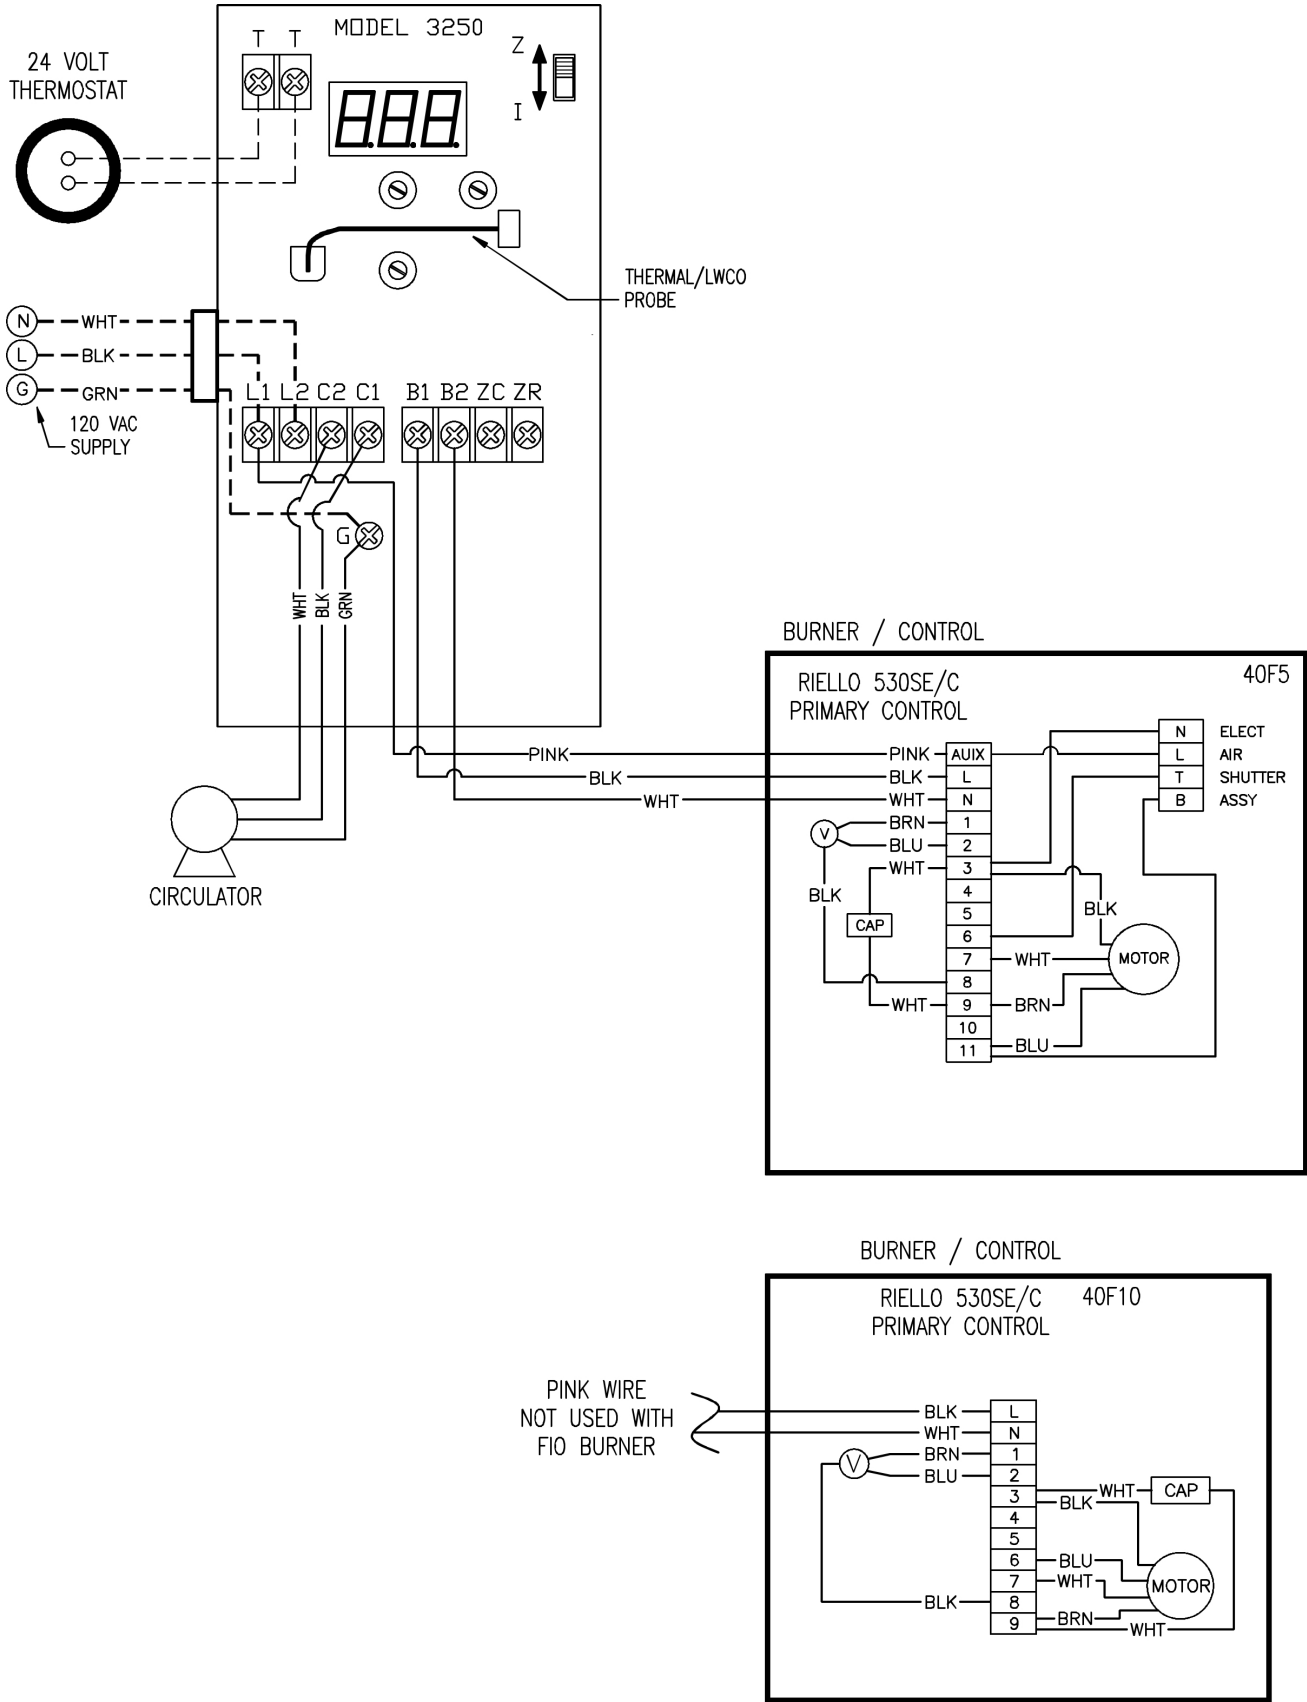 MODEL 3250
T T
Z
I
24 VOLT
THERMOSTAT
8.8.8.
THERMAL/LWCO
PROBE
N WHT
L BLK
G GRN
120 VAC
SUPPLY
L1 L2 C2 C1 B1 B2 ZC ZR
G
WHT BLK GRN
CIRCULATOR
BURNER / CONTROL
RIELLO 530SE/C
PRIMARY CONTROL
40F5
PINK PINK AUIX
BLK BLK L
WHT WHT N
BRN 1
BLU 2
WHT 3
4
5
6
7 WHT
8
WHT 9 BRN
10
11 BLU
V
BLK
CAP
BLK
MOTOR
N ELECT
L AIR
T SHUTTER
B ASSY
BURNER / CONTROL
RIELLO 530SE/C 40F10
PRIMARY CONTROL
PINK WIRE
NOT USED WITH
F10 BURNER
BLK L
WHT N
BRN 1
BLU 2
3 WHT CAP
BLK
4
5
6 BLU
7 WHT
BLK 8
9 BRN
WHT
V
MOTOR